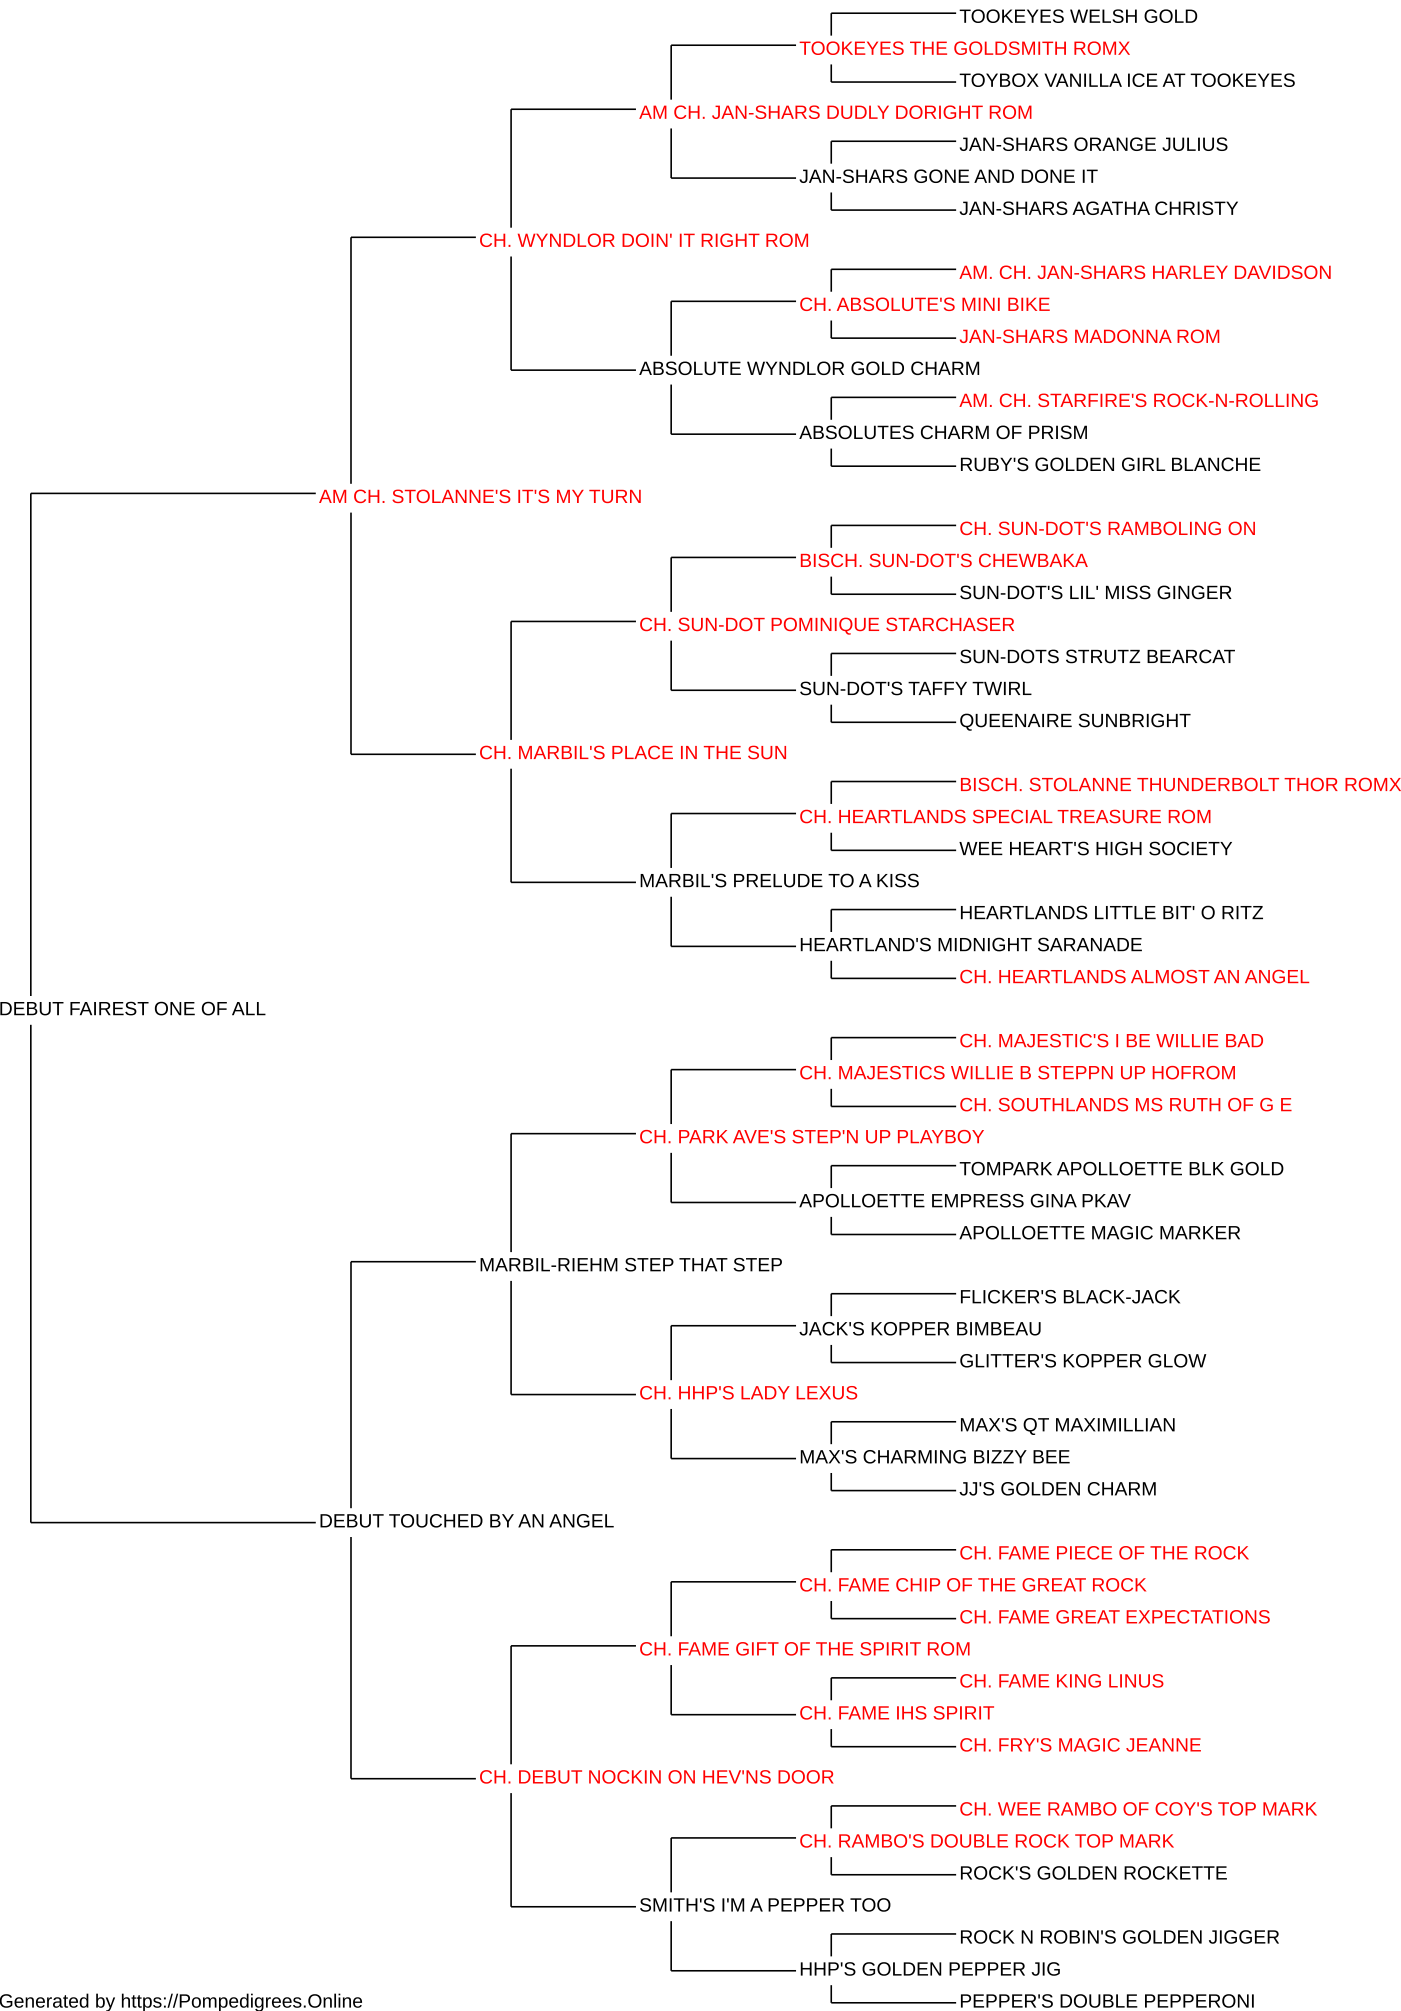 TOOKEYES WELSH GOLD
TOOKEYES THE GOLDSMITH ROMX
TOYBOX VANILLA ICE AT TOOKEYES
AM CH. JAN-SHARS DUDLY DORIGHT ROM
JAN-SHARS ORANGE JULIUS
JAN-SHARS GONE AND DONE IT
JAN-SHARS AGATHA CHRISTY
CH. WYNDLOR DOIN' IT RIGHT ROM
AM. CH. JAN-SHARS HARLEY DAVIDSON
CH. ABSOLUTE'S MINI BIKE
JAN-SHARS MADONNA ROM
ABSOLUTE WYNDLOR GOLD CHARM
AM. CH. STARFIRE'S ROCK-N-ROLLING
ABSOLUTES CHARM OF PRISM
RUBY'S GOLDEN GIRL BLANCHE
AM CH. STOLANNE'S IT'S MY TURN
CH. SUN-DOT'S RAMBOLING ON
BISCH. SUN-DOT'S CHEWBAKA
SUN-DOT'S LIL' MISS GINGER
CH. SUN-DOT POMINIQUE STARCHASER
SUN-DOTS STRUTZ BEARCAT
SUN-DOT'S TAFFY TWIRL
QUEENAIRE SUNBRIGHT
CH. MARBIL'S PLACE IN THE SUN
BISCH. STOLANNE THUNDERBOLT THOR ROMX
CH. HEARTLANDS SPECIAL TREASURE ROM
WEE HEART'S HIGH SOCIETY
MARBIL'S PRELUDE TO A KISS
HEARTLANDS LITTLE BIT' O RITZ
HEARTLAND'S MIDNIGHT SARANADE
CH. HEARTLANDS ALMOST AN ANGEL
DEBUT FAIREST ONE OF ALL
CH. MAJESTIC'S I BE WILLIE BAD
CH. MAJESTICS WILLIE B STEPPN UP HOFROM
CH. SOUTHLANDS MS RUTH OF G E
CH. PARK AVE'S STEP'N UP PLAYBOY
TOMPARK APOLLOETTE BLK GOLD
APOLLOETTE EMPRESS GINA PKAV
APOLLOETTE MAGIC MARKER
MARBIL-RIEHM STEP THAT STEP
FLICKER'S BLACK-JACK
JACK'S KOPPER BIMBEAU
GLITTER'S KOPPER GLOW
CH. HHP'S LADY LEXUS
MAX'S QT MAXIMILLIAN
MAX'S CHARMING BIZZY BEE
JJ'S GOLDEN CHARM
DEBUT TOUCHED BY AN ANGEL
CH. FAME PIECE OF THE ROCK
CH. FAME CHIP OF THE GREAT ROCK
CH. FAME GREAT EXPECTATIONS
CH. FAME GIFT OF THE SPIRIT ROM
CH. FAME KING LINUS
CH. FAME IHS SPIRIT
CH. FRY'S MAGIC JEANNE
CH. DEBUT NOCKIN ON HEV'NS DOOR
CH. WEE RAMBO OF COY'S TOP MARK
CH. RAMBO'S DOUBLE ROCK TOP MARK
ROCK'S GOLDEN ROCKETTE
SMITH'S I'M A PEPPER TOO
ROCK N ROBIN'S GOLDEN JIGGER
HHP'S GOLDEN PEPPER JIG
PEPPER'S DOUBLE PEPPERONI
Generated by https://Pompedigrees.Online